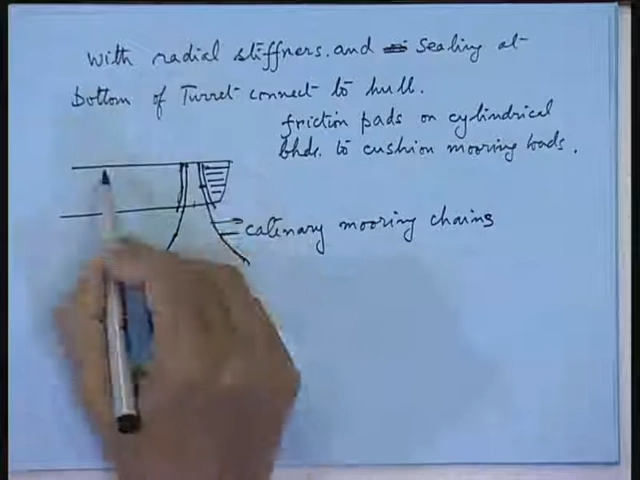 with radial stiffners. and sealing at
bottom of Turret connect to hull.
friction pads on cylindrical
bhds. to cushion mooring loads.
catenary mooring chains